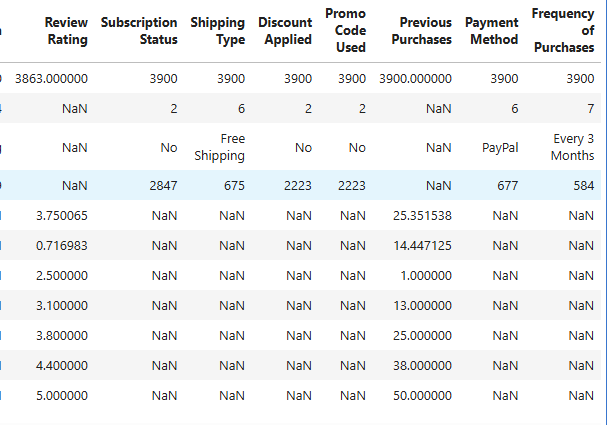 Review Rating Subscription Status Shipping Type Discount Applied Promo Code Used Previous Purchases Payment Method Frequency of Purchases
3863.000000 3900 3900 3900 3900 3900.000000 3900 3900
NaN 2 6 2 2 NaN 6 7
NaN No Free Shipping No No NaN PayPal Every 3 Months
NaN 2847 675 2223 2223 NaN 677 584
3.750065 NaN NaN NaN NaN 25.351538 NaN NaN
0.716983 NaN NaN NaN NaN 14.447125 NaN NaN
2.500000 NaN NaN NaN NaN 1.000000 NaN NaN
3.100000 NaN NaN NaN NaN 13.000000 NaN NaN
3.800000 NaN NaN NaN NaN 25.000000 NaN NaN
4.400000 NaN NaN NaN NaN 38.000000 NaN NaN
5.000000 NaN NaN NaN NaN 50.000000 NaN NaN